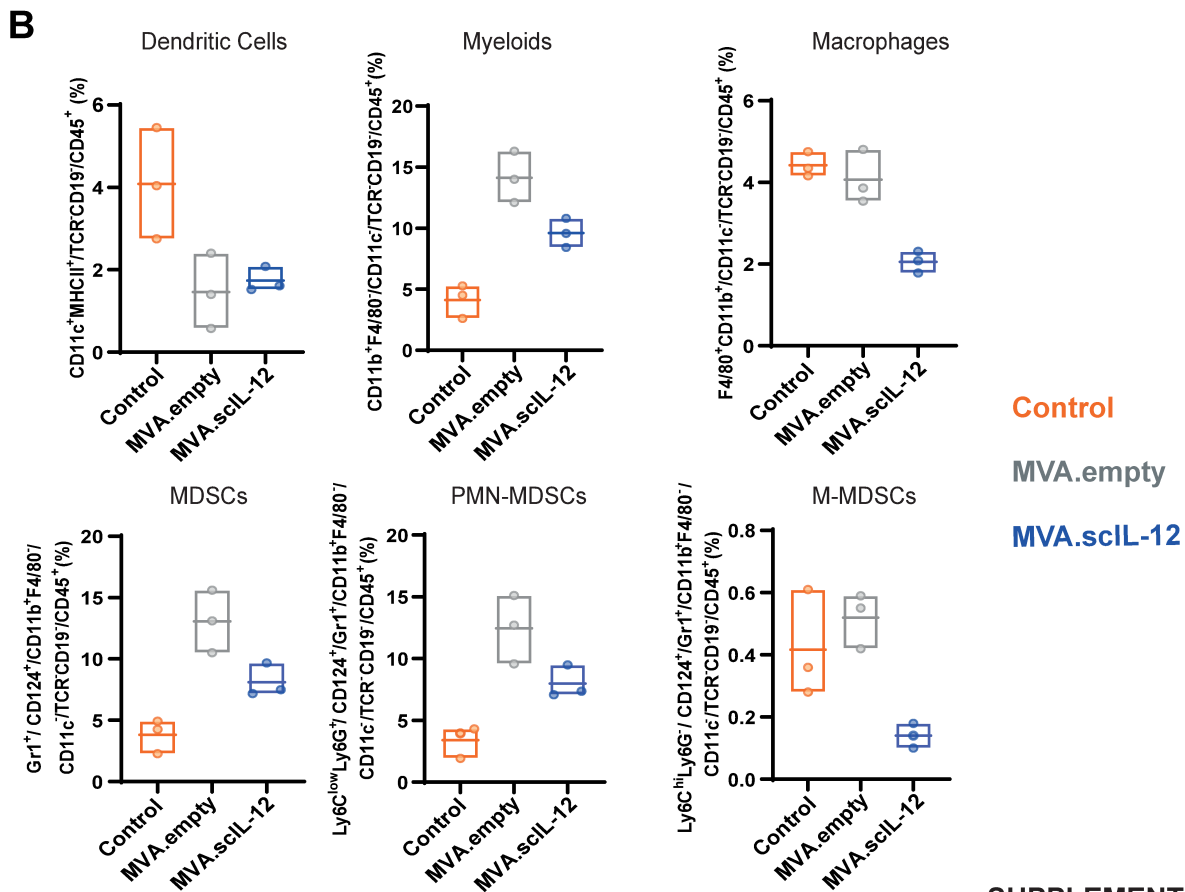 B
Dendritic Cells
CD11c⁺MHCII⁺/TCR⁻CD19⁻/CD45⁺ (%)
6
4
2
0
Control
MVA.empty
MVA.scIL-12
Myeloids
CD11b⁺F4/80⁻/CD11c⁻/TCR⁻CD19⁻/CD45⁺(%)
20
15
10
5
0
Control
MVA.empty
MVA.scIL-12
Macrophages
F4/80⁺CD11b⁺/CD11c⁻/TCR⁻CD19⁻/CD45⁺ (%)
6
4
2
0
Control
MVA.empty
MVA.scIL-12
Control
MVA.empty
MVA.scIL-12
MDSCs
Gr1⁺/ CD124⁺/CD11b⁺F4/80⁻/
CD11c⁻/TCR⁻CD19⁻/CD45⁺ (%)
20
15
10
5
0
Control
MVA.empty
MVA.scIL-12
PMN-MDSCs
Ly6CˡᵒʷLy6G⁺/ CD124⁺/Gr1⁺/CD11b⁺F4/80⁻/
CD11c⁻/TCR⁻ CD19⁻/CD45⁺ (%)
20
15
10
5
0
Control
MVA.empty
MVA.scIL-12
M-MDSCs
Ly6CʰⁱLy6G⁻/ CD124⁺/Gr1⁺/CD11b⁺F4/80⁻/
CD11c⁻/TCR⁻CD19⁻/CD45⁺(%)
0.8
0.6
0.4
0.2
0.0
Control
MVA.empty
MVA.scIL-12
SUPPLEMENT